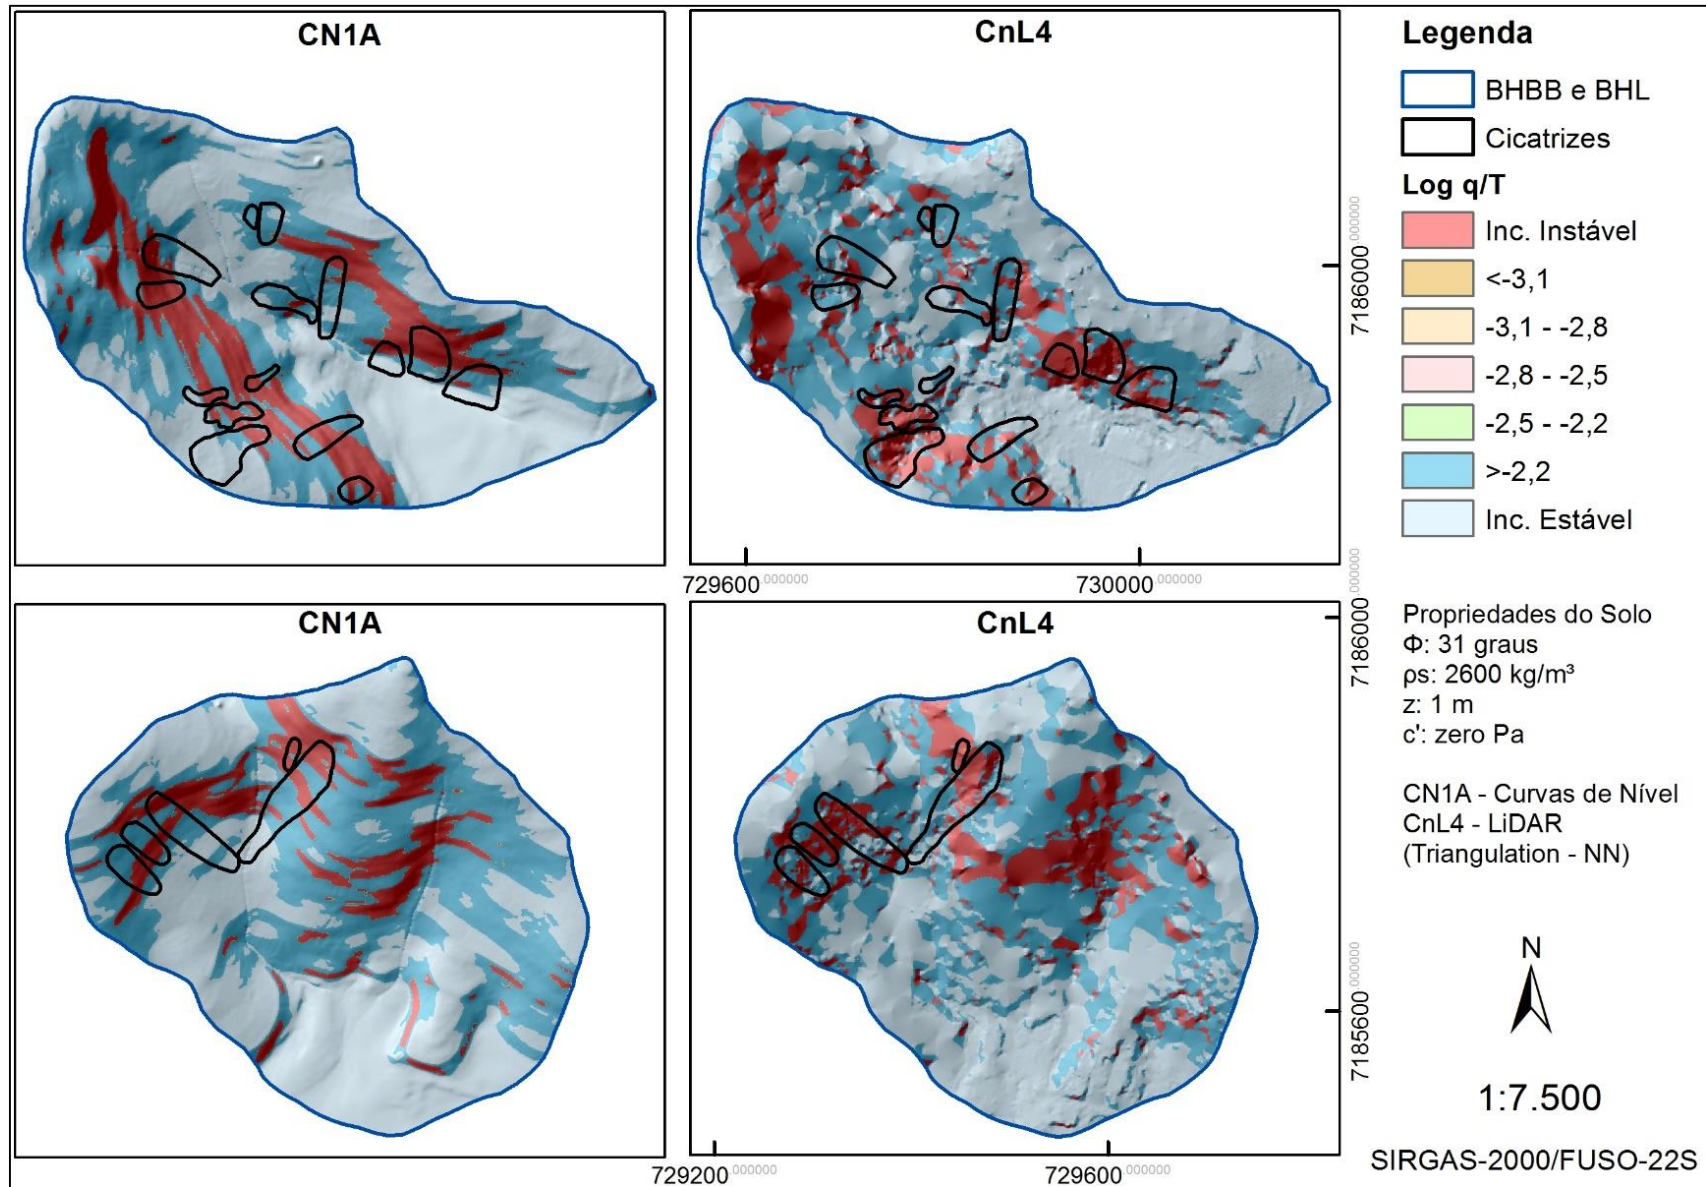 CN1A
CnL4
7186000,000000
729600,000000
730000,000000
CN1A
CnL4
7186000,000000
7185600,000000
729200,000000
729600,000000
Legenda
BHBB e BHL
Cicatrizes
Log q/T
Inc. Instável
<-3,1
-3,1 - -2,8
-2,8 - -2,5
-2,5 - -2,2
>-2,2
Inc. Estável
Propriedades do Solo
Φ: 31 graus
ρs: 2600 kg/m³
z: 1 m
c': zero Pa
CN1A - Curvas de Nível
CnL4 - LiDAR
(Triangulation - NN)
N
1:7.500
SIRGAS-2000/FUSO-22S